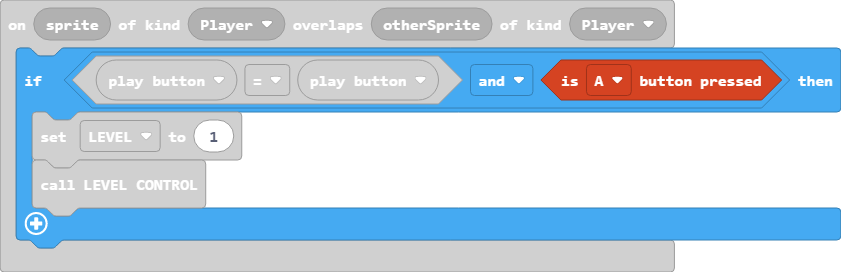 on sprite of kind Player overlaps otherSprite of kind Player
if play button = play button and is A button pressed then
set LEVEL to 1
call LEVEL CONTROL